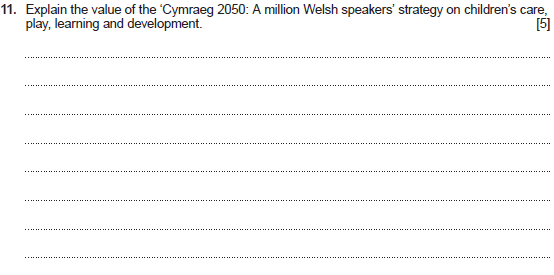 11. Explain the value of the ‘Cymraeg 2050: A million Welsh speakers’ strategy on children’s care,
play, learning and development. [5]